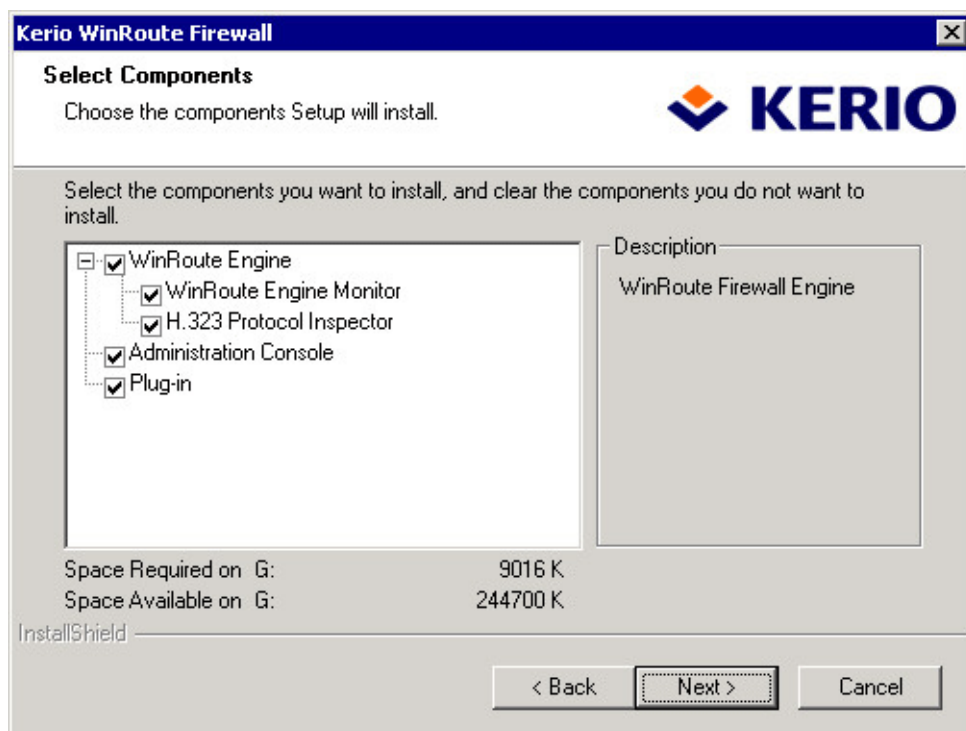 Kerio WinRoute Firewall
Select Components
Choose the components Setup will install.
KERIO
Select the components you want to install, and clear the components you do not want to
install.
WinRoute Engine
WinRoute Engine Monitor
H.323 Protocol Inspector
Administration Console
Plug-in
Description
WinRoute Firewall Engine
Space Required on G: 9016 K
Space Available on G: 244700 K
InstallShield
< Back Next > Cancel